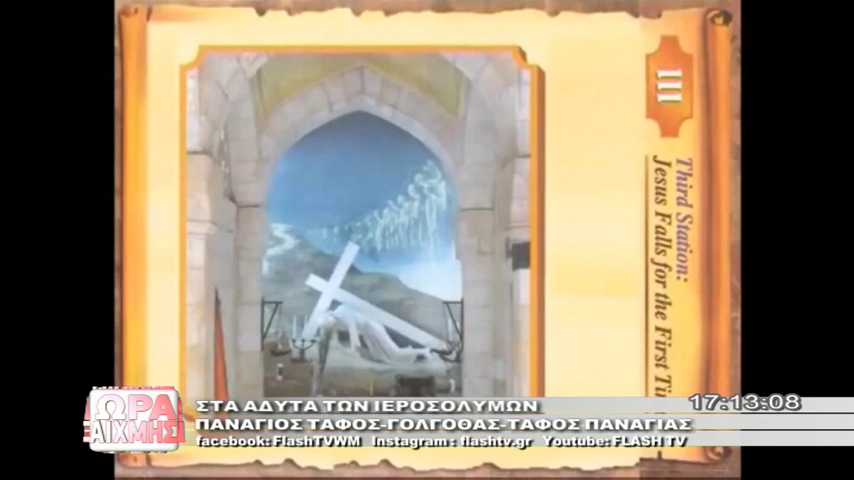 III
Third Station:
Jesus Falls for the First
ΩΡΑ
ΑΙΧΜΗΣ
ΣΤΑ ΑΔΥΤΑ ΤΩΝ ΙΕΡΟΣΟΛΥΜΩΝ
17:13:08
ΠΑΝΑΓΙΟΣ ΤΑΦΟΣ-ΓΟΛΓΟΘΑΣ-ΤΑΦΟΣ ΠΑΝΑΓΙΑΣ
facebook: FlashTVWM Instagram: flashtv.gr Youtube: FLASH TV